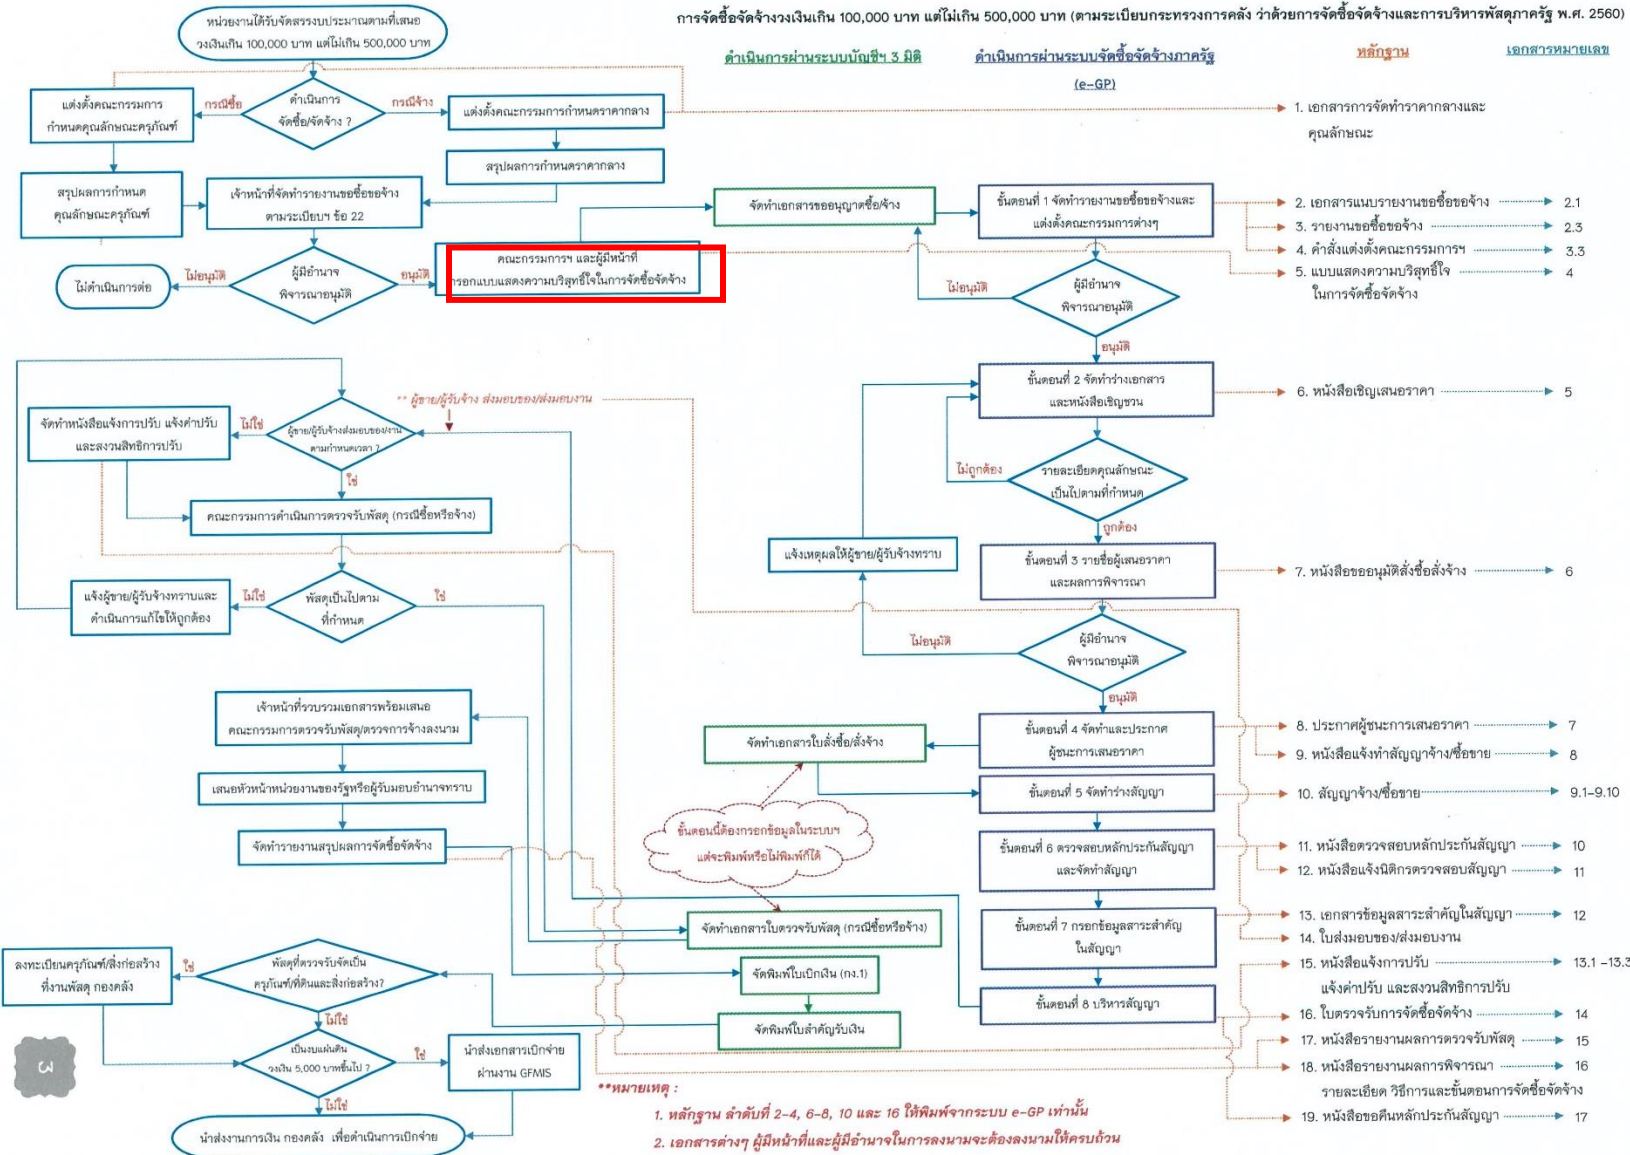 หน่วยงานได้รับจัดสรรงบประมาณตามที่เสนอ
วงเงินเกิน 100,000 บาท แต่ไม่เกิน 500,000 บาท
การจัดซื้อจัดจ้างวงเงินเกิน 100,000 บาท แต่ไม่เกิน 500,000 บาท (ตามระเบียบกระทรวงการคลัง ว่าด้วยการจัดซื้อจัดจ้างและการบริหารพัสดุภาครัฐ พ.ศ. 2560)
ดำเนินการผ่านระบบบัญชีฯ 3 มิติ
ดำเนินการผ่านระบบจัดซื้อจัดจ้างภาครัฐ
(e-GP)
หลักฐาน
เอกสารหมายเลข
แต่งตั้งคณะกรรมการ
กำหนดคุณลักษณะครุภัณฑ์
กรณีซื้อ
ดำเนินการ
จัดซื้อ/จัดจ้าง ?
กรณีจ้าง
แต่งตั้งคณะกรรมการกำหนดราคากลาง
สรุปผลการกำหนดราคากลาง
สรุปผลการกำหนด
คุณลักษณะครุภัณฑ์
เจ้าหน้าที่จัดทำรายงานขอซื้อขอจ้าง
ตามระเบียบฯ ข้อ 22
ไม่ดำเนินการต่อ
ไม่อนุมัติ
ผู้มีอำนาจ
พิจารณาอนุมัติ
อนุมัติ
คณะกรรมการฯ และผู้มีหน้าที่
กรอกแบบแสดงความบริสุทธิ์ใจในการจัดซื้อจัดจ้าง
จัดทำเอกสารขออนุญาตซื้อ/จ้าง
ขั้นตอนที่ 1 จัดทำรายงานขอซื้อขอจ้างและ
แต่งตั้งคณะกรรมการต่างๆ
ไม่อนุมัติ
ผู้มีอำนาจ
พิจารณาอนุมัติ
อนุมัติ
1. เอกสารการจัดทำราคากลางและ
คุณลักษณะ
2. เอกสารแนบรายงานขอซื้อขอจ้าง 2.1
3. รายงานขอซื้อขอจ้าง 2.3
4. คำสั่งแต่งตั้งคณะกรรมการฯ 3.3
5. แบบแสดงความบริสุทธิ์ใจ 4
ในการจัดซื้อจัดจ้าง
ขั้นตอนที่ 2 จัดทำร่างเอกสาร
และหนังสือเชิญชวน
6. หนังสือเชิญเสนอราคา 5
ไม่ถูกต้อง
รายละเอียดคุณลักษณะ
เป็นไปตามที่กำหนด
ถูกต้อง
แจ้งเหตุผลให้ผู้ขาย/ผู้รับจ้างทราบ
ขั้นตอนที่ 3 รายชื่อผู้เสนอราคา
และผลการพิจารณา
7. หนังสือขออนุมัติสั่งซื้อสั่งจ้าง 6
ไม่อนุมัติ
ผู้มีอำนาจ
พิจารณาอนุมัติ
อนุมัติ
** ผู้ขาย/ผู้รับจ้าง ส่งมอบของ/ส่งมอบงาน
จัดทำหนังสือแจ้งการปรับ แจ้งค่าปรับ
และสงวนสิทธิการปรับ
ไม่ใช่
ผู้ขาย/ผู้รับจ้างส่งมอบของ/งาน
ตามกำหนดเวลา ?
ใช่
คณะกรรมการดำเนินการตรวจรับพัสดุ (กรณีซื้อหรือจ้าง)
แจ้งผู้ขาย/ผู้รับจ้างทราบและ
ดำเนินการแก้ไขให้ถูกต้อง
ไม่ใช่
พัสดุเป็นไปตาม
ที่กำหนด
ใช่
เจ้าหน้าที่รวบรวมเอกสารพร้อมเสนอ
คณะกรรมการตรวจรับพัสดุ/ตรวจการจ้างลงนาม
เสนอหัวหน้าหน่วยงานของรัฐหรือผู้รับมอบอำนาจทราบ
จัดทำรายงานสรุปผลการจัดซื้อจัดจ้าง
จัดทำเอกสารใบสั่งซื้อ/สั่งจ้าง
ขั้นตอนที่ 4 จัดทำและประกาศ
ผู้ชนะการเสนอราคา
8. ประกาศผู้ชนะการเสนอราคา 7
9. หนังสือแจ้งทำสัญญาจ้าง/ซื้อขาย 8
ขั้นตอนที่ 5 จัดทำร่างสัญญา
10. สัญญาจ้าง/ซื้อขาย 9.1-9.10
ขั้นตอนนี้ต้องกรอกข้อมูลในระบบฯ
แต่จะพิมพ์หรือไม่พิมพ์ก็ได้
ขั้นตอนที่ 6 ตรวจสอบหลักประกันสัญญา
และจัดทำสัญญา
11. หนังสือตรวจสอบหลักประกันสัญญา 10
12. หนังสือแจ้งนิติกรตรวจสอบสัญญา 11
จัดทำเอกสารใบตรวจรับพัสดุ (กรณีซื้อหรือจ้าง)
ขั้นตอนที่ 7 กรอกข้อมูลสาระสำคัญ
ในสัญญา
13. เอกสารข้อมูลสาระสำคัญในสัญญา 12
14. ใบส่งมอบของ/ส่งมอบงาน
15. หนังสือแจ้งการปรับ 13.1 -13.3
แจ้งค่าปรับ และสงวนสิทธิการปรับ
จัดพิมพ์ใบเบิกเงิน (กง.1)
ขั้นตอนที่ 8 บริหารสัญญา
จัดพิมพ์ใบสำคัญรับเงิน
16. ใบตรวจรับการจัดซื้อจัดจ้าง 14
17. หนังสือรายงานผลการตรวจรับพัสดุ 15
18. หนังสือรายงานผลการพิจารณา 16
รายละเอียด วิธีการและขั้นตอนการจัดซื้อจัดจ้าง
19. หนังสือขอคืนหลักประกันสัญญา 17
ลงทะเบียนครุภัณฑ์/สิ่งก่อสร้าง
ที่งานพัสดุ กองคลัง
ใช่
พัสดุที่ตรวจรับจัดเป็น
ครุภัณฑ์/ที่ดินและสิ่งก่อสร้าง?
ไม่ใช่
เป็นงบแผ่นดิน
วงเงิน 5,000 บาทขึ้นไป ?
ใช่
นำส่งเอกสารเบิกจ่าย
ผ่านงาน GFMIS
ไม่ใช่
นำส่งงานการเงิน กองคลัง เพื่อดำเนินการเบิกจ่าย
๓
**หมายเหตุ :
1. หลักฐาน ลำดับที่ 2-4, 6-8, 10 และ 16 ให้พิมพ์จากระบบ e-GP เท่านั้น
2. เอกสารต่างๆ ผู้มีหน้าที่และผู้มีอำนาจในการลงนามจะต้องลงนามให้ครบถ้วน